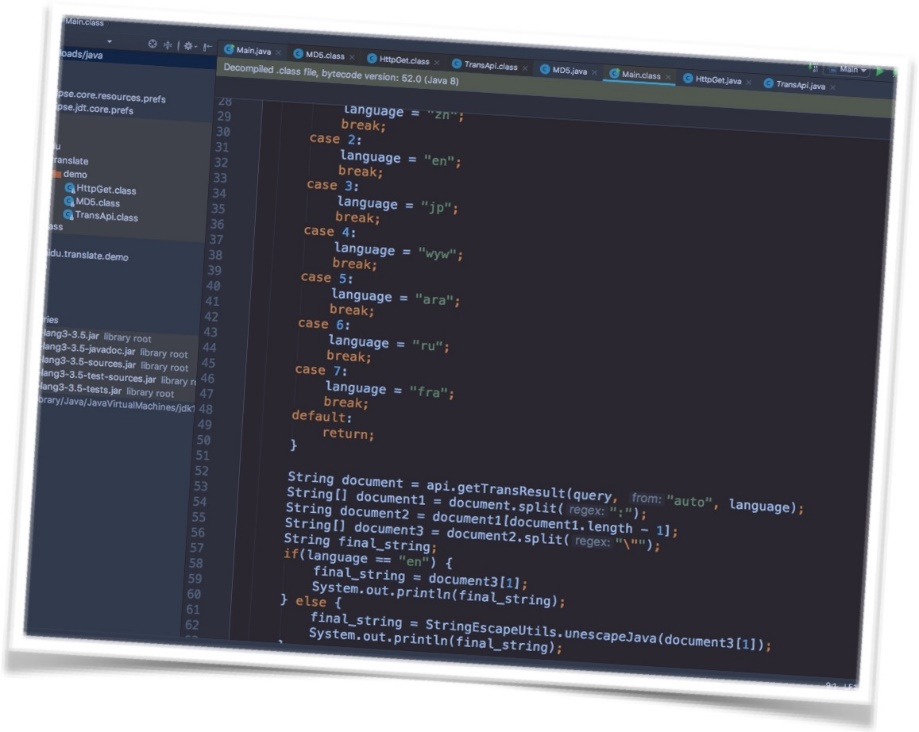 Main.class
oads/java
Main.java MD5.class HttpGet.class TransApi.class MD5.java Main.class HttpGet.java TransApi.java
Main
Decompiled .class file, bytecode version: 52.0 (Java 8)
pse.core.resources.prefs
pse.jdt.core.prefs
du
ranslate
demo
HttpGet.class
MD5.class
TransApi.class
ass
idu.translate.demo
ries
lang3-3.5.jar library root
lang3-3.5-javadoc.jar library root
lang3-3.5-sources.jar library root
lang3-3.5-test-sources.jar library r
lang3-3.5-tests.jar library root
brary/Java/JavaVirtualMachines/jdk1
28
29
30
31
32
33
34
35
36
37
38
39
40
41
42
43
44
45
46
47
48
49
50
51
52
53
54
55
56
57
58
59
60
61
62
language = "zh";
break;
case 2:
language = "en";
break;
case 3:
language = "jp";
break;
case 4:
language = "wyw";
break;
case 5:
language = "ara";
break;
case 6:
language = "ru";
break;
case 7:
language = "fra";
break;
default:
return;
}
String document = api.getTransResult(query, from: "auto", language);
String[] document1 = document.split( regex: ":");
String document2 = document1[document1.length - 1];
String[] document3 = document2.split( regex: "\"");
String final_string;
if(language == "en") {
final_string = document3[1];
System.out.println(final_string);
} else {
final_string = StringEscapeUtils.unescapeJava(document3[1]);
System.out.println(final_string);